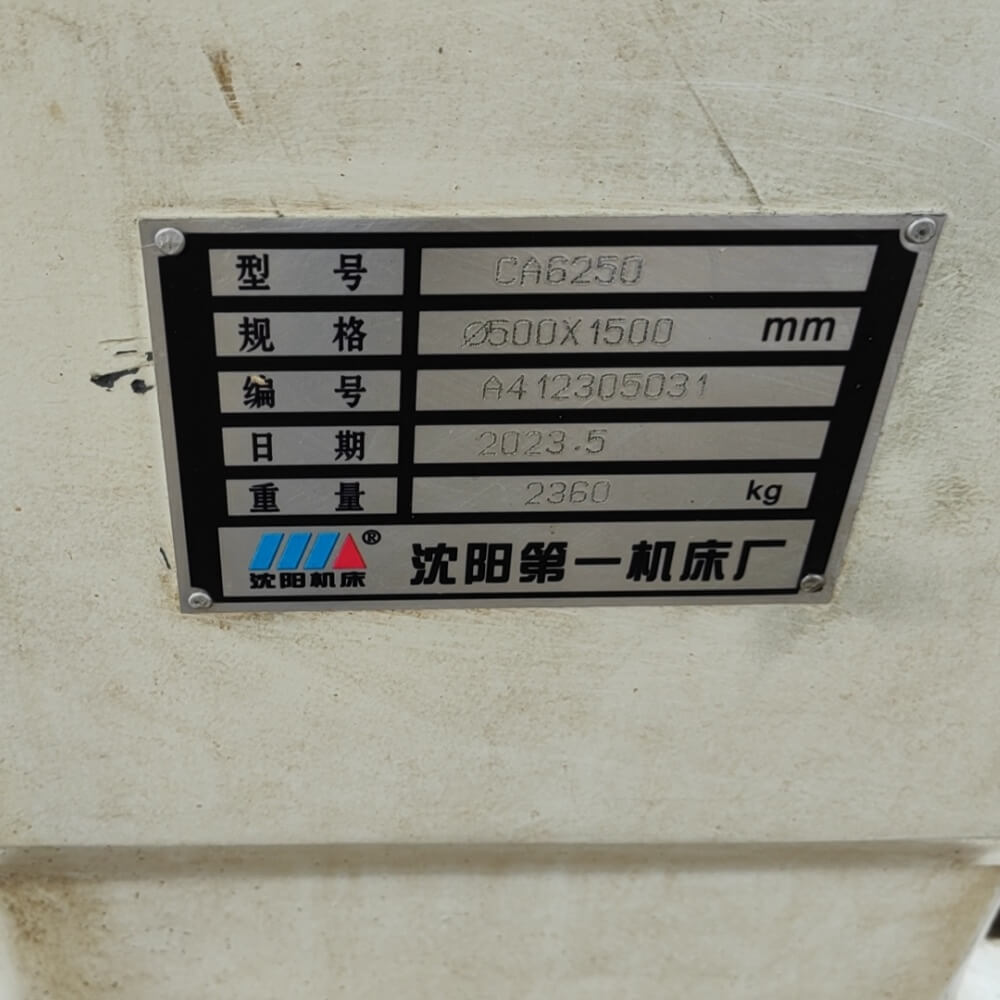 型号 CA6250
规格 Ø500X1500 mm
编号 A412305031
日期 2023.5
重量 2360 kg
® 沈阳机床 沈阳第一机床厂